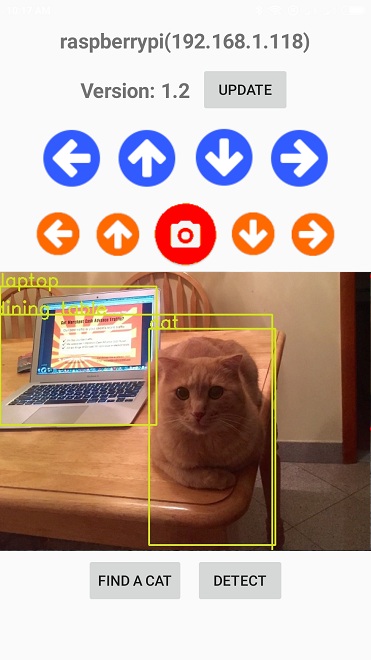 raspberrypi(192.168.1.118)
Version: 1.2
UPDATE
laptop
dining table
cat
FIND A CAT
DETECT